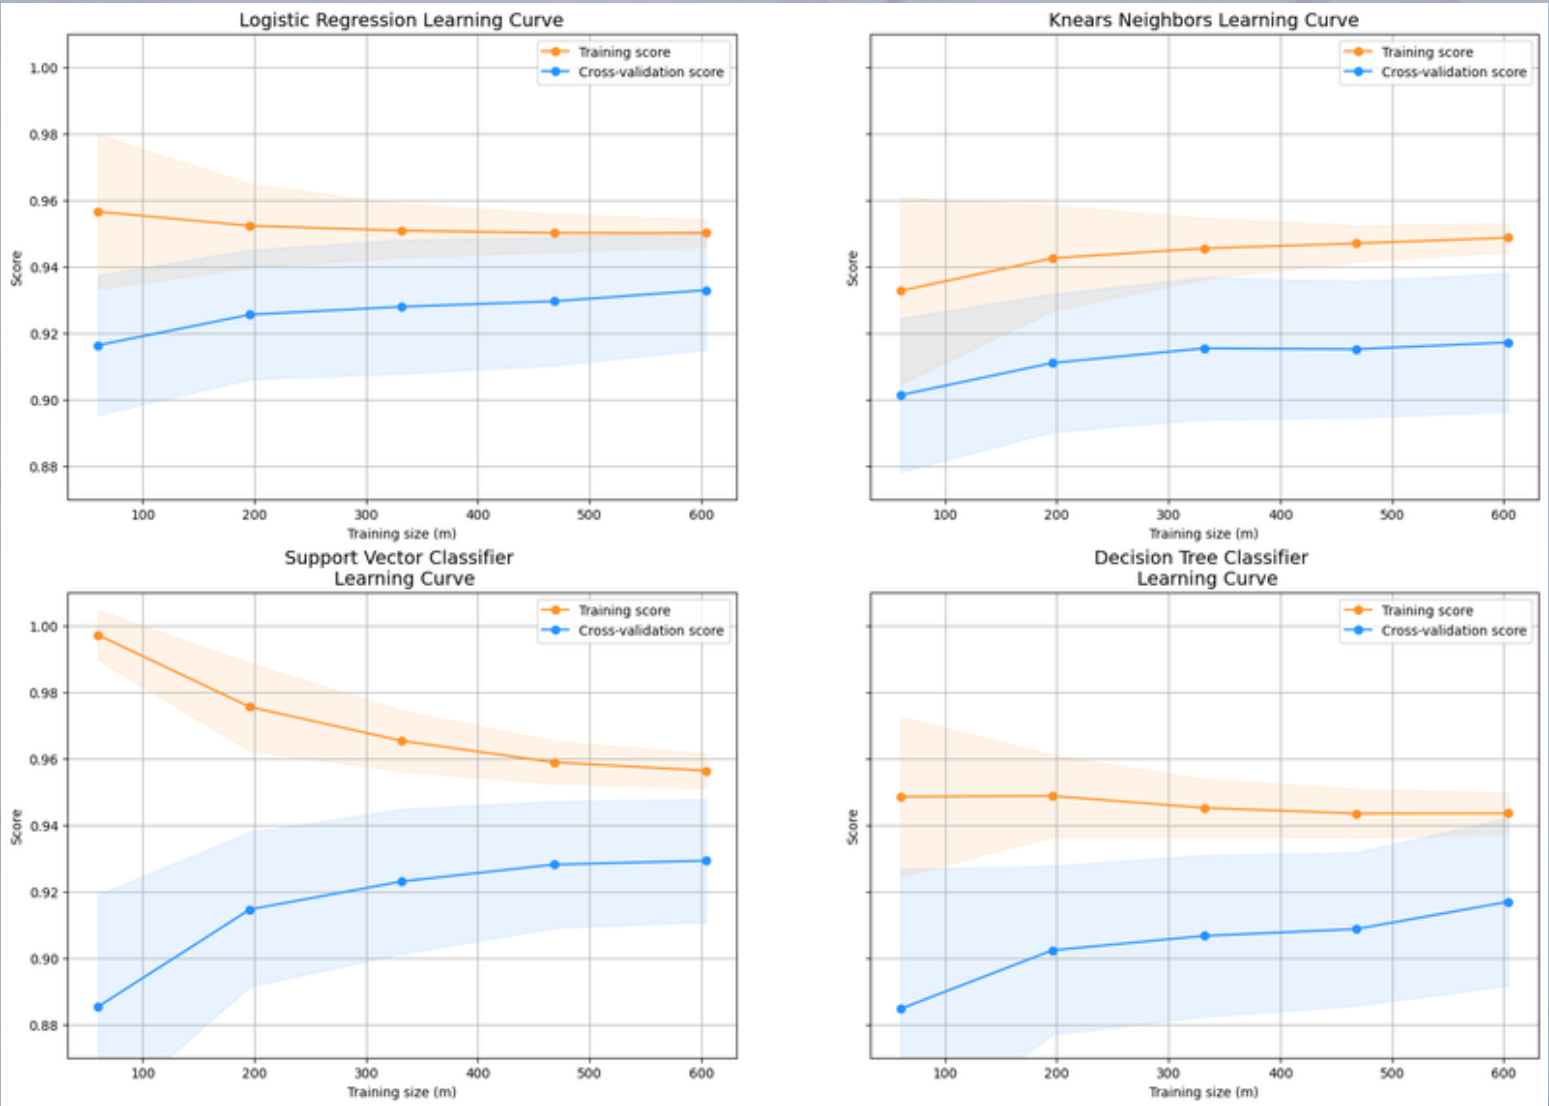 Logistic Regression Learning Curve
Training score
Cross-validation score
1.00
0.98
0.96
0.94
0.92
0.90
0.88
Score
100 200 300 400 500 600
Training size (m)
Knears Neighbors Learning Curve
Training score
Cross-validation score
Score
100 200 300 400 500 600
Training size (m)
Support Vector Classifier
Learning Curve
Training score
Cross-validation score
1.00
0.98
0.96
0.94
0.92
0.90
0.88
Score
100 200 300 400 500 600
Training size (m)
Decision Tree Classifier
Learning Curve
Training score
Cross-validation score
Score
100 200 300 400 500 600
Training size (m)